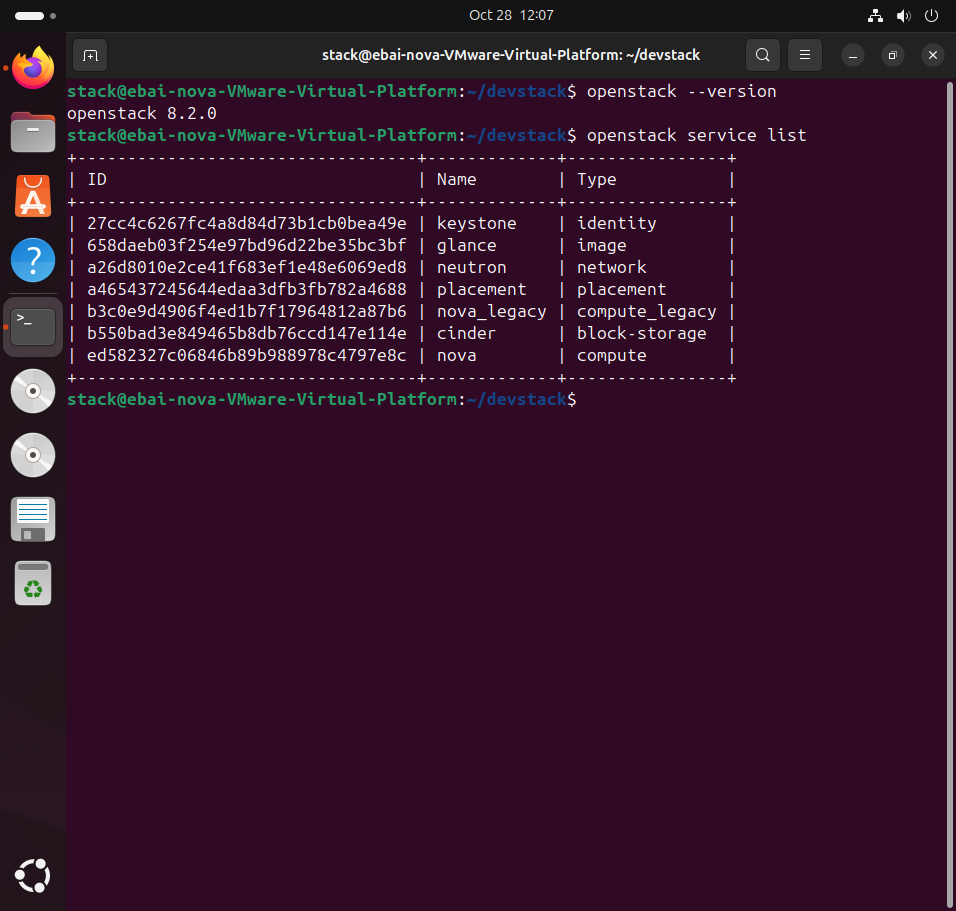 Oct 28 12:07
stack@ebai-nova-VMware-Virtual-Platform: ~/devstack
stack@ebai-nova-VMware-Virtual-Platform:~/devstack$ openstack --version
openstack 8.2.0
stack@ebai-nova-VMware-Virtual-Platform:~/devstack$ openstack service list
+----------------------------------+-------------+----------------+
| ID                               | Name        | Type           |
+----------------------------------+-------------+----------------+
| 27cc4c6267fc4a8d84d73b1cb0bea49e | keystone    | identity       |
| 658daeb03f254e97bd96d22be35bc3bf | glance      | image          |
| a26d8010e2ce41f683ef1e48e6069ed8 | neutron     | network        |
| a465437245644edaa3dfb3fb782a4688 | placement   | placement      |
| b3c0e9d4906f4ed1b7f17964812a87b6 | nova_legacy | compute_legacy |
| b550bad3e849465b8db76ccd147e114e | cinder      | block-storage  |
| ed582327c06846b89b988978c4797e8c | nova        | compute        |
+----------------------------------+-------------+----------------+
stack@ebai-nova-VMware-Virtual-Platform:~/devstack$